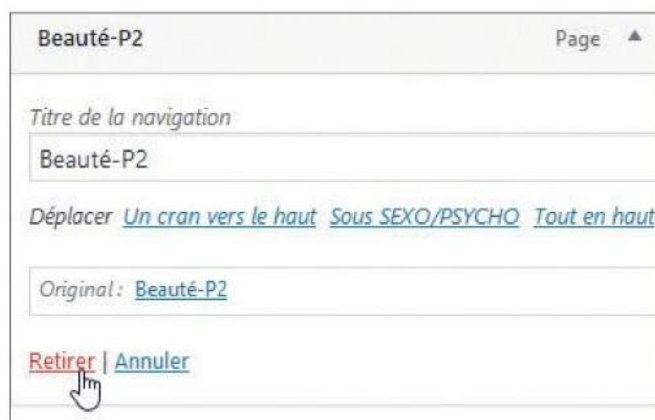 Beauté-P2 Page ▲
Titre de la navigation
Beauté-P2
Déplacer Un cran vers le haut Sous SEXO/PSYCHO Tout en haut
Original : Beauté-P2
Retirer | Annuler